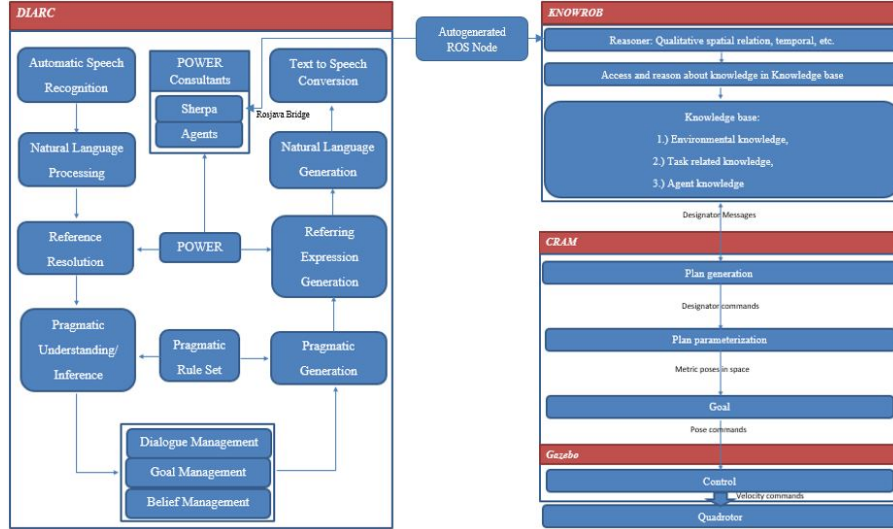 DIARC
Automatic Speech
Recognition
POWER
Consultants
Sherpa
Agents
Text to Speech
Conversion
Rosjava Bridge
Natural Language
Processing
Natural Language
Generation
Reference
Resolution
POWER
Referring
Expression
Generation
Pragmatic
Understanding/
Inference
Pragmatic
Rule Set
Pragmatic
Generation
Dialogue Management
Goal Management
Belief Management
Autogenerated
ROS Node
KNOWROB
Reasoner: Qualitative spatial relation, temporal, etc.
Access and reason about knowledge in Knowledge base
Knowledge base:
1.) Environmental knowledge,
2.) Task related knowledge,
3.) Agent knowledge
Designator Messages
CRAM
Plan generation
Designator commands
Plan parameterization
Metric poses in space
Goal
Pose commands
Gazebo
Control
Velocity commands
Quadrotor